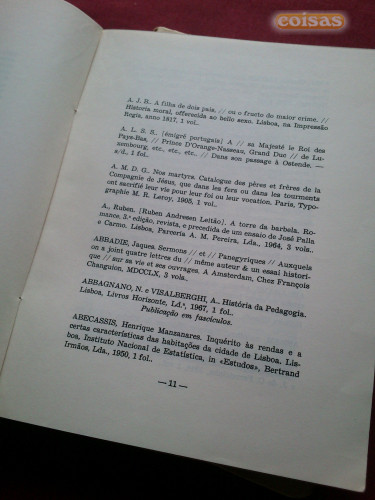 coisas
A. J. B.. A filha de dois pais, // ou o fructo do maior crime. //
Historia moral, offerecida ao bello sexo. Lisboa, na Impressão
Regia, anno 1817, 1 vol..
A. L. S. S.. [émigré portugais] A // sa Majesté le Roi des
Pays-Bas, // Prince D'Orange-Nasseau, Grand Duc // de Lu-
xembourg, etc., etc., etc.. // Dans son passage à Ostende. —
s/d., 1 fol..
A. M. D. G.. Nos martyrs. Catalogue des pères et frères de la
Compagnie de Jésus, que dans les fers ou dans les tourments
ont sacrifié leur vie pour leur foi ou leur vocation. Paris, Typo-
graphie M. R. Leroy, 1905, 1 vol..
A., Ruben. [Ruben Andresen Leitão]. A torre da barbela. Ro-
mance. 2.ª edição, revista, e precedida de um ensaio de José Palla
e Carmo. Lisboa, Parceria A. M. Pereira, Lda., 1964, 3 vols..
ABBADIE, Jaques. Sermons // et // Panegyriques // Auxquels
on a joint quatre lettres du // même auteur & un essai histori-
que // sur sa vie et ses ouvrages. A Amsterdam, Chez François
Changuion, MDCCLX, 3 vols..
ABBAGNANO, N. e VISALBERGHI, A.. História da Pedagogia.
Lisboa, Livros Horizonte, Ld.ª, 1967, 1 fol..
Publicação em fascículos.
ABECASSIS, Henrique Mansanares. Inquérito às rendas e a
certas características das habitações da cidade de Lisboa. Lis-
boa, Instituto Nacional de Estatística, in «Estudos», Bertrand
Irmãos, Lda., 1950, 1 fol..
— 11 —